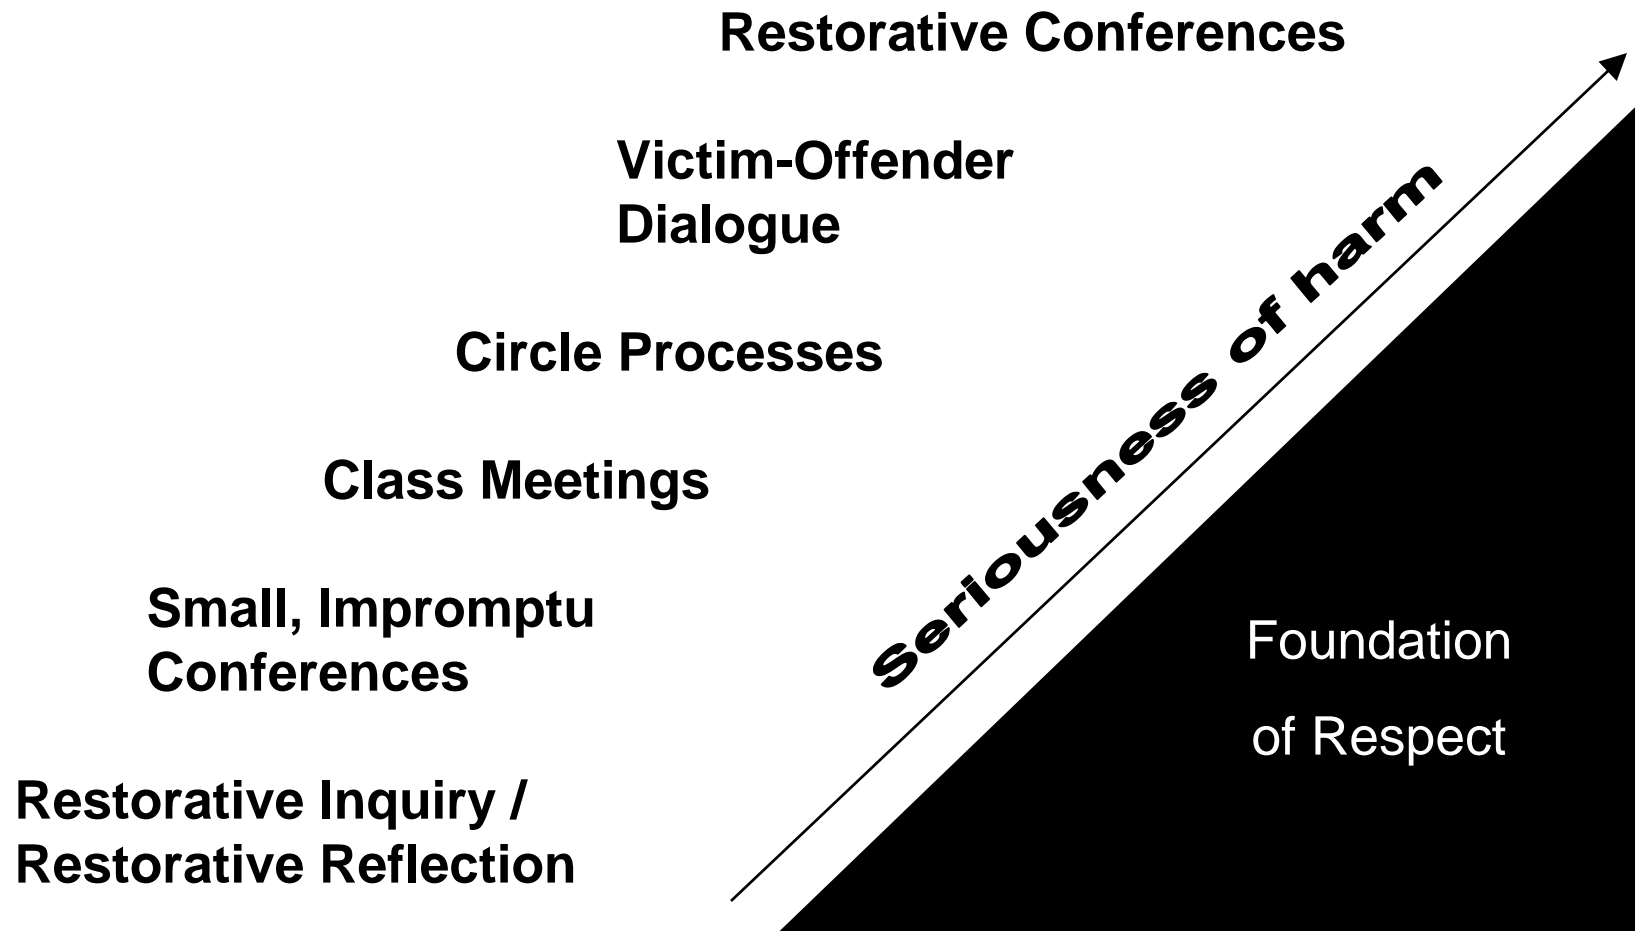 Restorative Conferences
Victim-Offender
Dialogue
Circle Processes
Class Meetings
Small, Impromptu
Conferences
Restorative Inquiry /
Restorative Reflection
Seriousness of harm
Foundation
of Respect